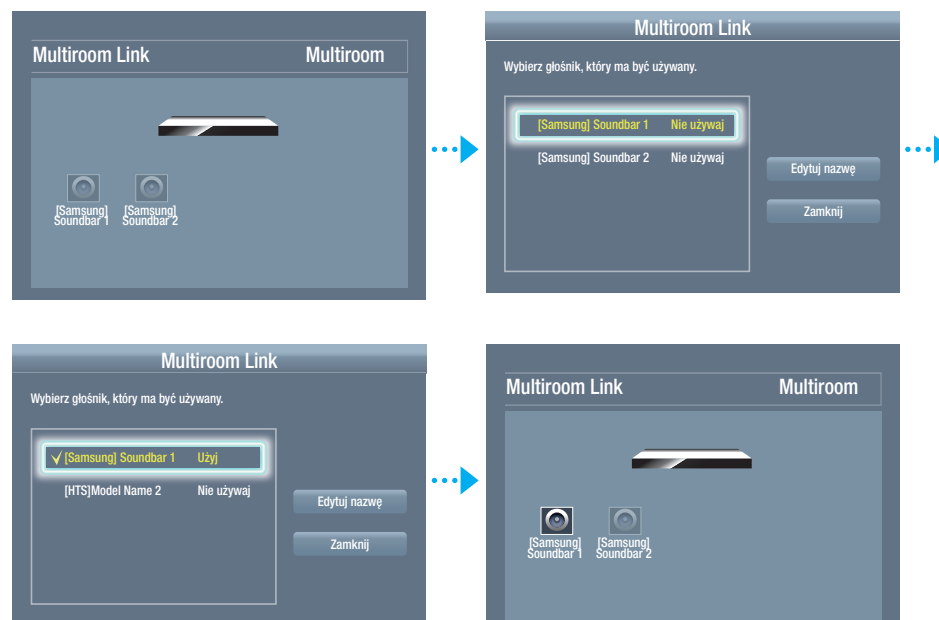 Multiroom Link Multiroom
[Samsung] Soundbar 1
[Samsung] Soundbar 2
Multiroom Link
Wybierz głośnik, który ma być używany.
[Samsung] Soundbar 1 Nie używaj
[Samsung] Soundbar 2 Nie używaj
Edytuj nazwę
Zamknij
Multiroom Link
Wybierz głośnik, który ma być używany.
[Samsung] Soundbar 1 Użyj
[HTS]Model Name 2 Nie używaj
Edytuj nazwę
Zamknij
Multiroom Link Multiroom
[Samsung] Soundbar 1
[Samsung] Soundbar 2